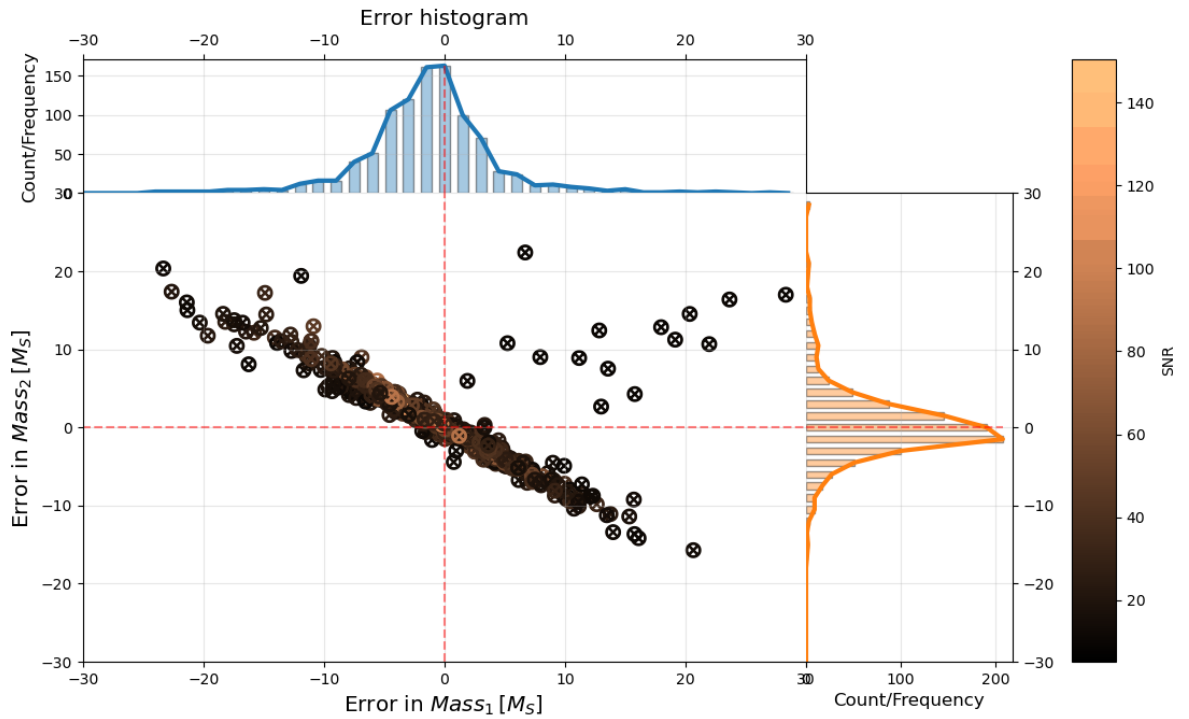 Error histogram
−30 −20 −10 0 10 20 30
Count/Frequency
150
100
50
0
30
20
10
0
−10
−20
−30
Error in Mass₂ [M_S]
−30 −20 −10 0 10 20 30
Error in Mass₁ [M_S]
30
20
10
0
−10
−20
−30
0 100 200
Count/Frequency
140
120
100
80
60
40
20
SNR